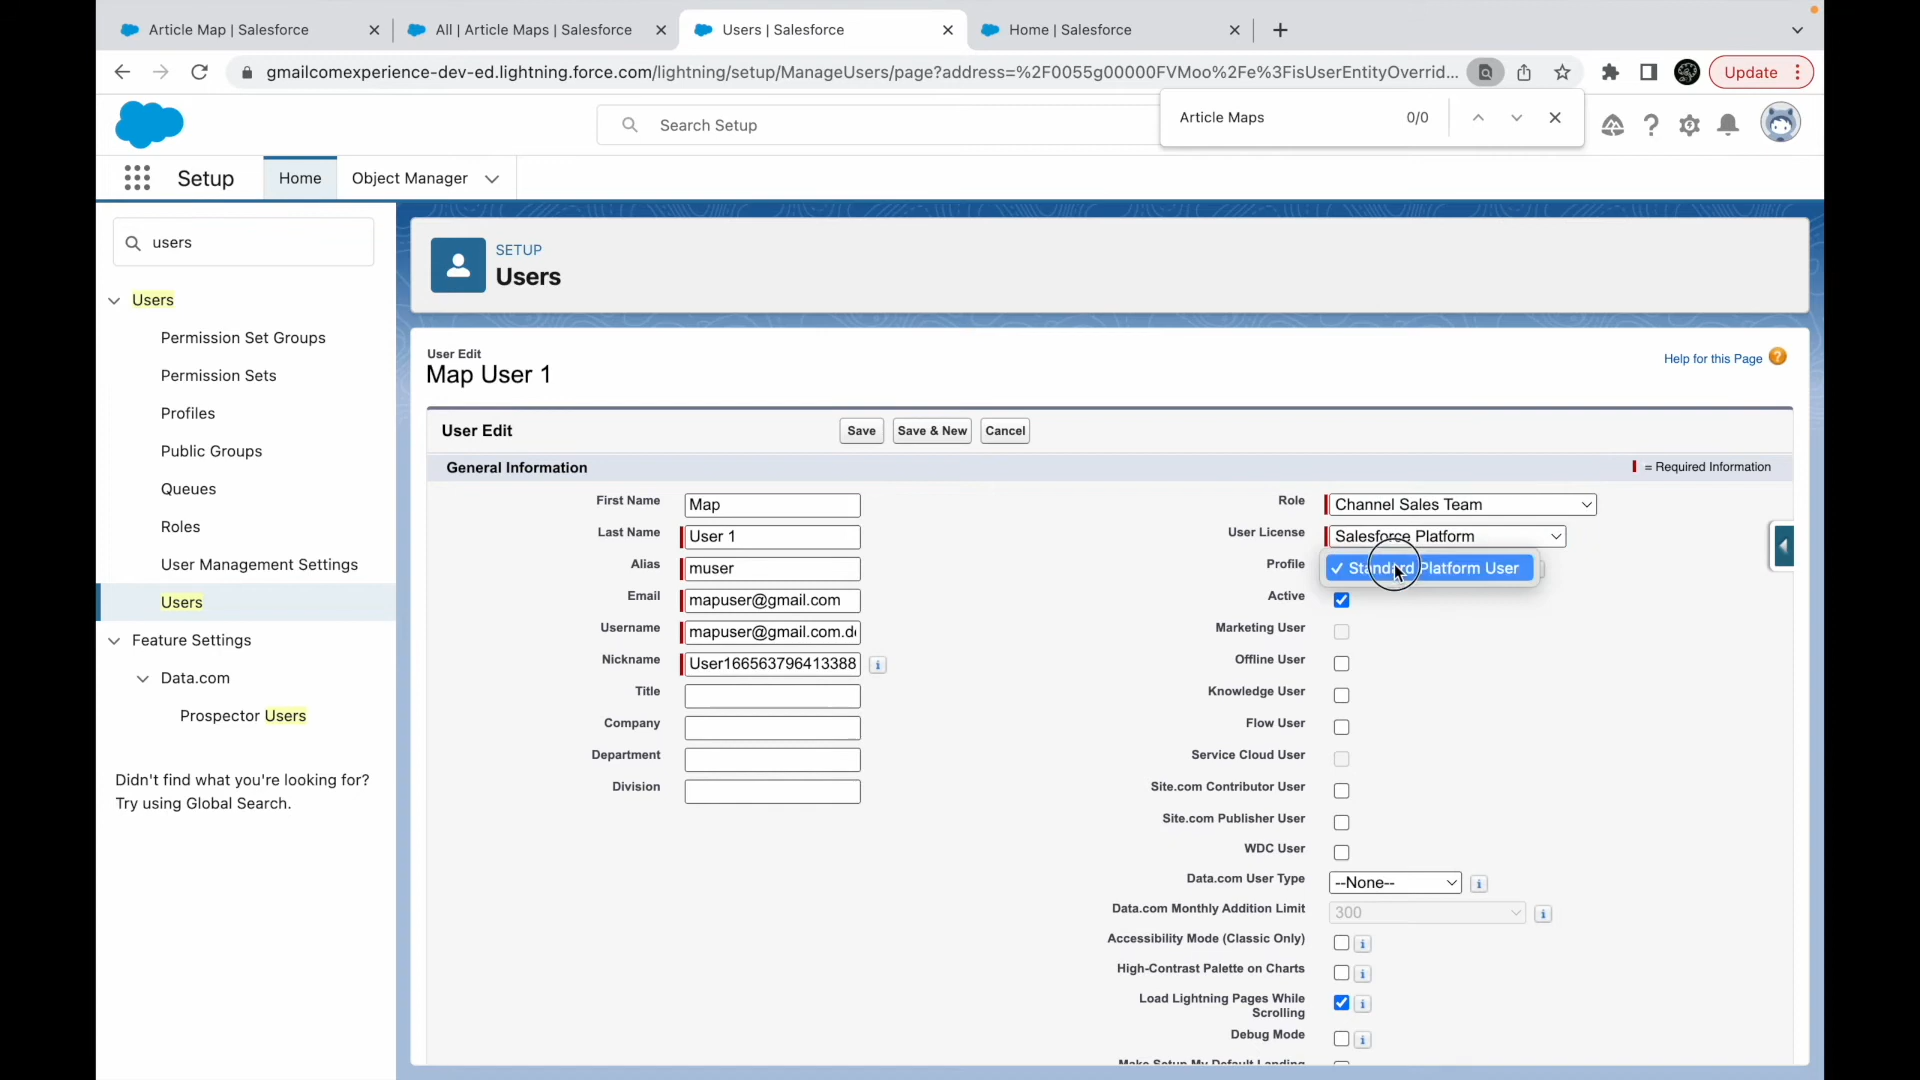 Article Map | Salesforce
All | Article Maps | Salesforce
Users | Salesforce
Home | Salesforce
gmailcomexperience-dev-ed.lightning.force.com/lightning/setup/ManageUsers/page?address=%2F0055g00000FVMoo%2Fe%3FisUserEntityOverrid...
Update
Search Setup
Article Maps
0/0
Setup
Home
Object Manager
users
Users
Permission Set Groups
Permission Sets
Profiles
Public Groups
Queues
Roles
User Management Settings
Users
Feature Settings
Data.com
Prospector Users
Didn't find what you're looking for?
Try using Global Search.
SETUP
Users
User Edit
Map User 1
Help for this Page
User Edit
Save
Save & New
Cancel
General Information
= Required Information
First Name
Map
Last Name
User 1
Alias
muser
Email
mapuser@gmail.com
Username
mapuser@gmail.com.d
Nickname
User166563796413388
Title
Company
Department
Division
Role
Channel Sales Team
User License
Salesforce Platform
Profile
Standard Platform User
Active
Marketing User
Offline User
Knowledge User
Flow User
Service Cloud User
Site.com Contributor User
Site.com Publisher User
WDC User
Data.com User Type
--None--
Data.com Monthly Addition Limit
300
Accessibility Mode (Classic Only)
High-Contrast Palette on Charts
Load Lightning Pages While
Scrolling
Debug Mode
Make Setup My Default Landing